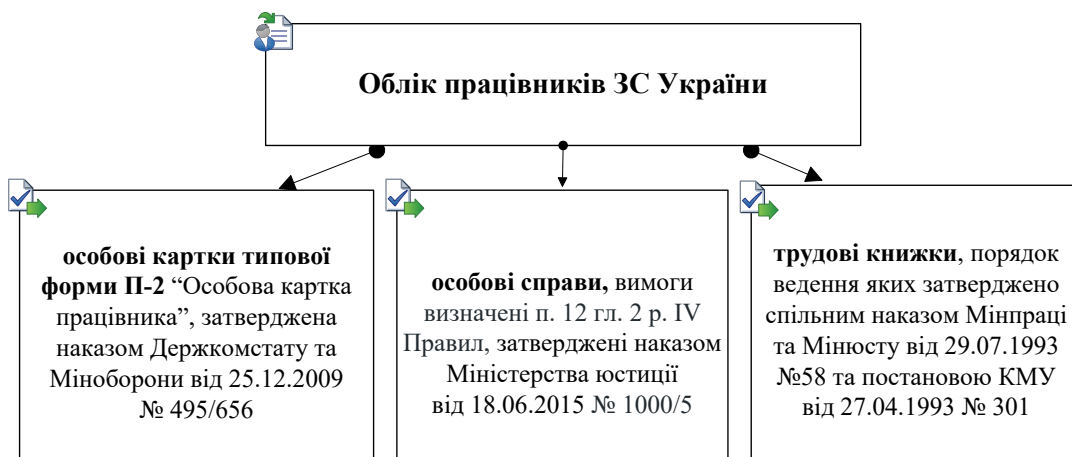 Облік працівників ЗС України
особові картки типової
форми П-2 “Особова картка
працівника”, затверджена
наказом Держкомстату та
Міноборони від 25.12.2009
№ 495/656
особові справи, вимоги
визначені п. 12 гл. 2 р. IV
Правил, затверджені наказом
Міністерства юстиції
від 18.06.2015 № 1000/5
трудові книжки, порядок
ведення яких затверджено
спільним наказом Мінпраці
та Мінюсту від 29.07.1993
№58 та постановою КМУ
від 27.04.1993 № 301